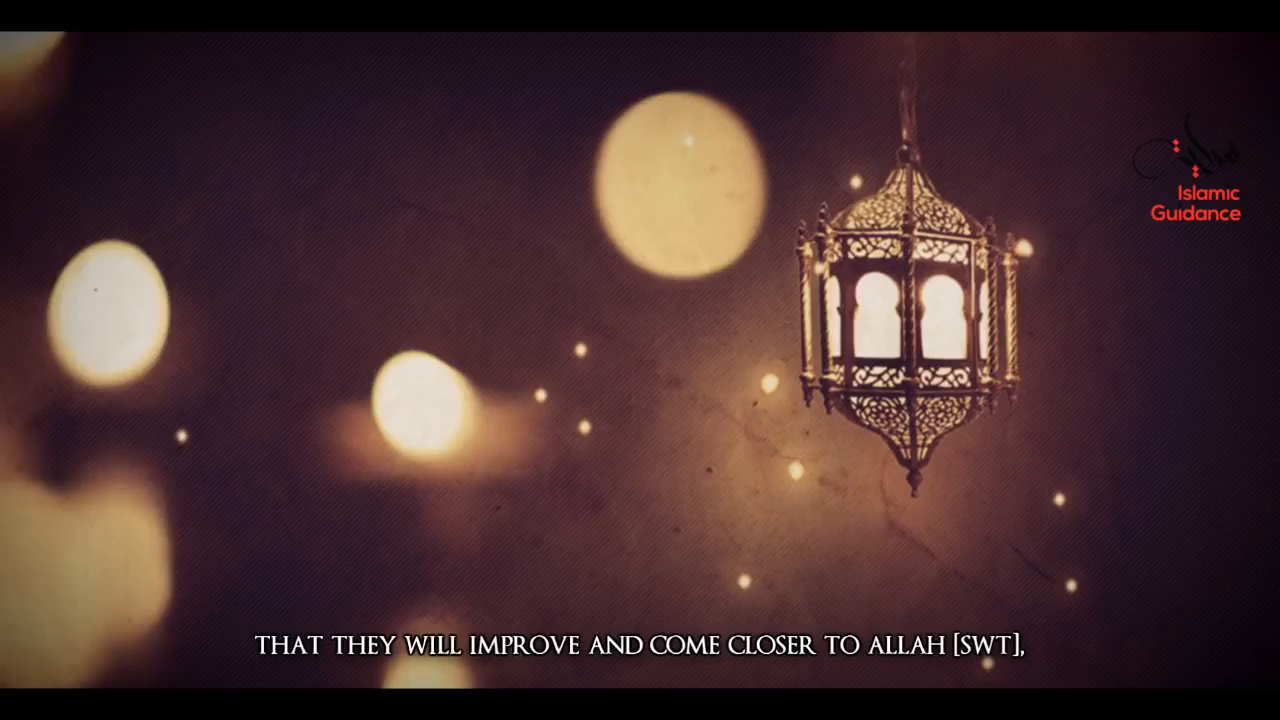 Islamic
Guidance
THAT THEY WILL IMPROVE AND COME CLOSER TO ALLAH [SWT],